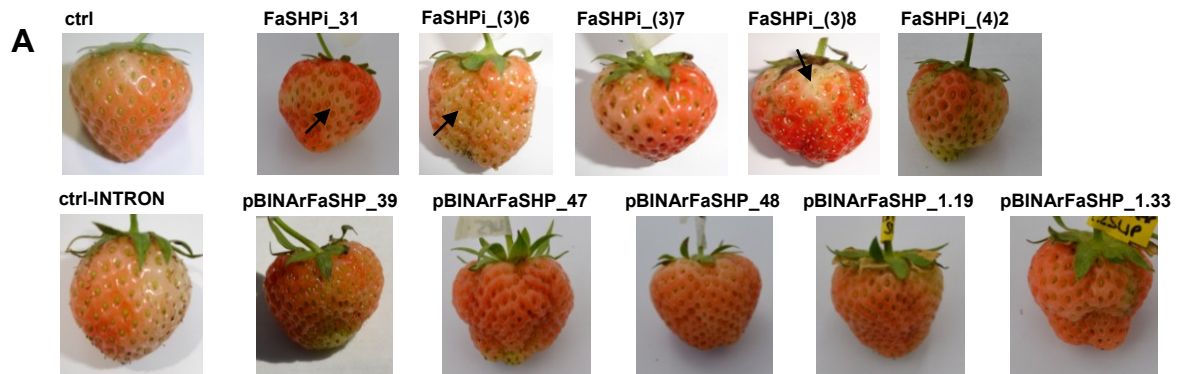 A
ctrl FaSHPi_31 FaSHPi_(3)6 FaSHPi_(3)7 FaSHPi_(3)8 FaSHPi_(4)2
ctrl-INTRON pBINArFaSHP_39 pBINArFaSHP_47 pBINArFaSHP_48 pBINArFaSHP_1.19 pBINArFaSHP_1.33